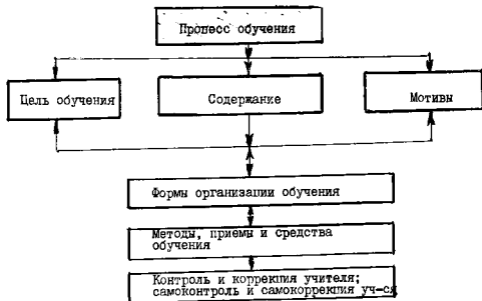 Процесс обучения
Цель обучения
Содержание
Мотивы
Формы организации обучения
Методы, приемы и средства
обучения
Контроль и коррекция учителя;
самоконтроль и самокоррекция уч-ся